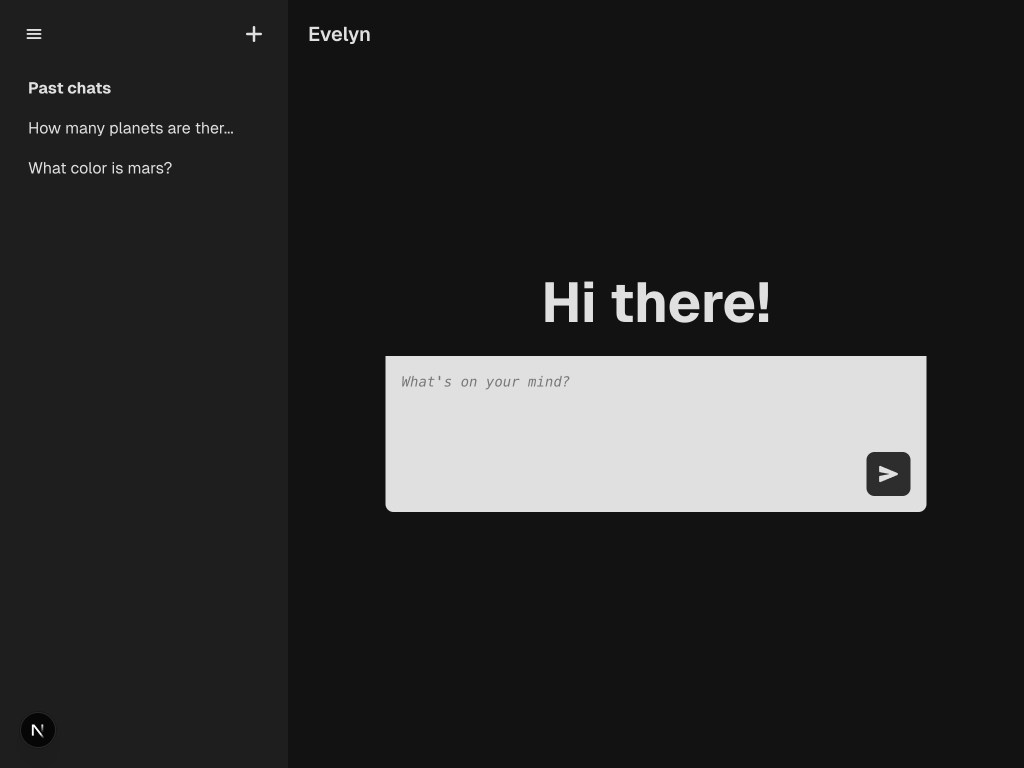 Evelyn
Past chats
How many planets are ther...
What color is mars?
Hi there!
What's on your mind?
N